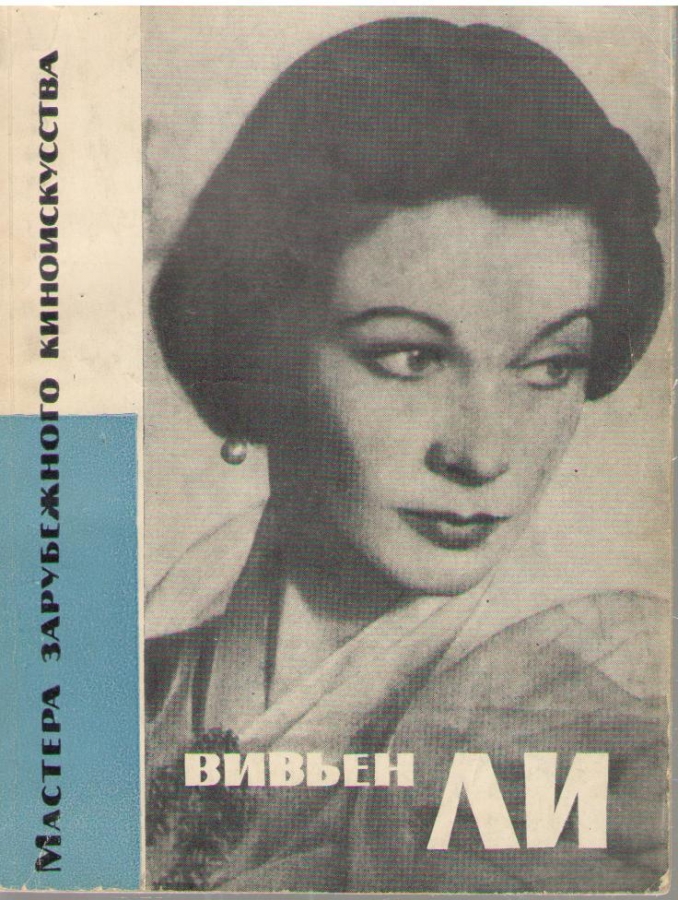 Мастера зарубежного киноискусства
ВИВЬЕН
ЛИ